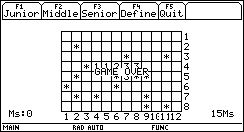 F1 F2 F3 F4 F5
Junior Middle Senior Define Quit
1
2
3
4
5
6
7
8
GAME OVER
1 2 3 4 5 6 7 8 9 10 11 12
Ms:0
15Ms
MAIN RAD AUTO FUNC